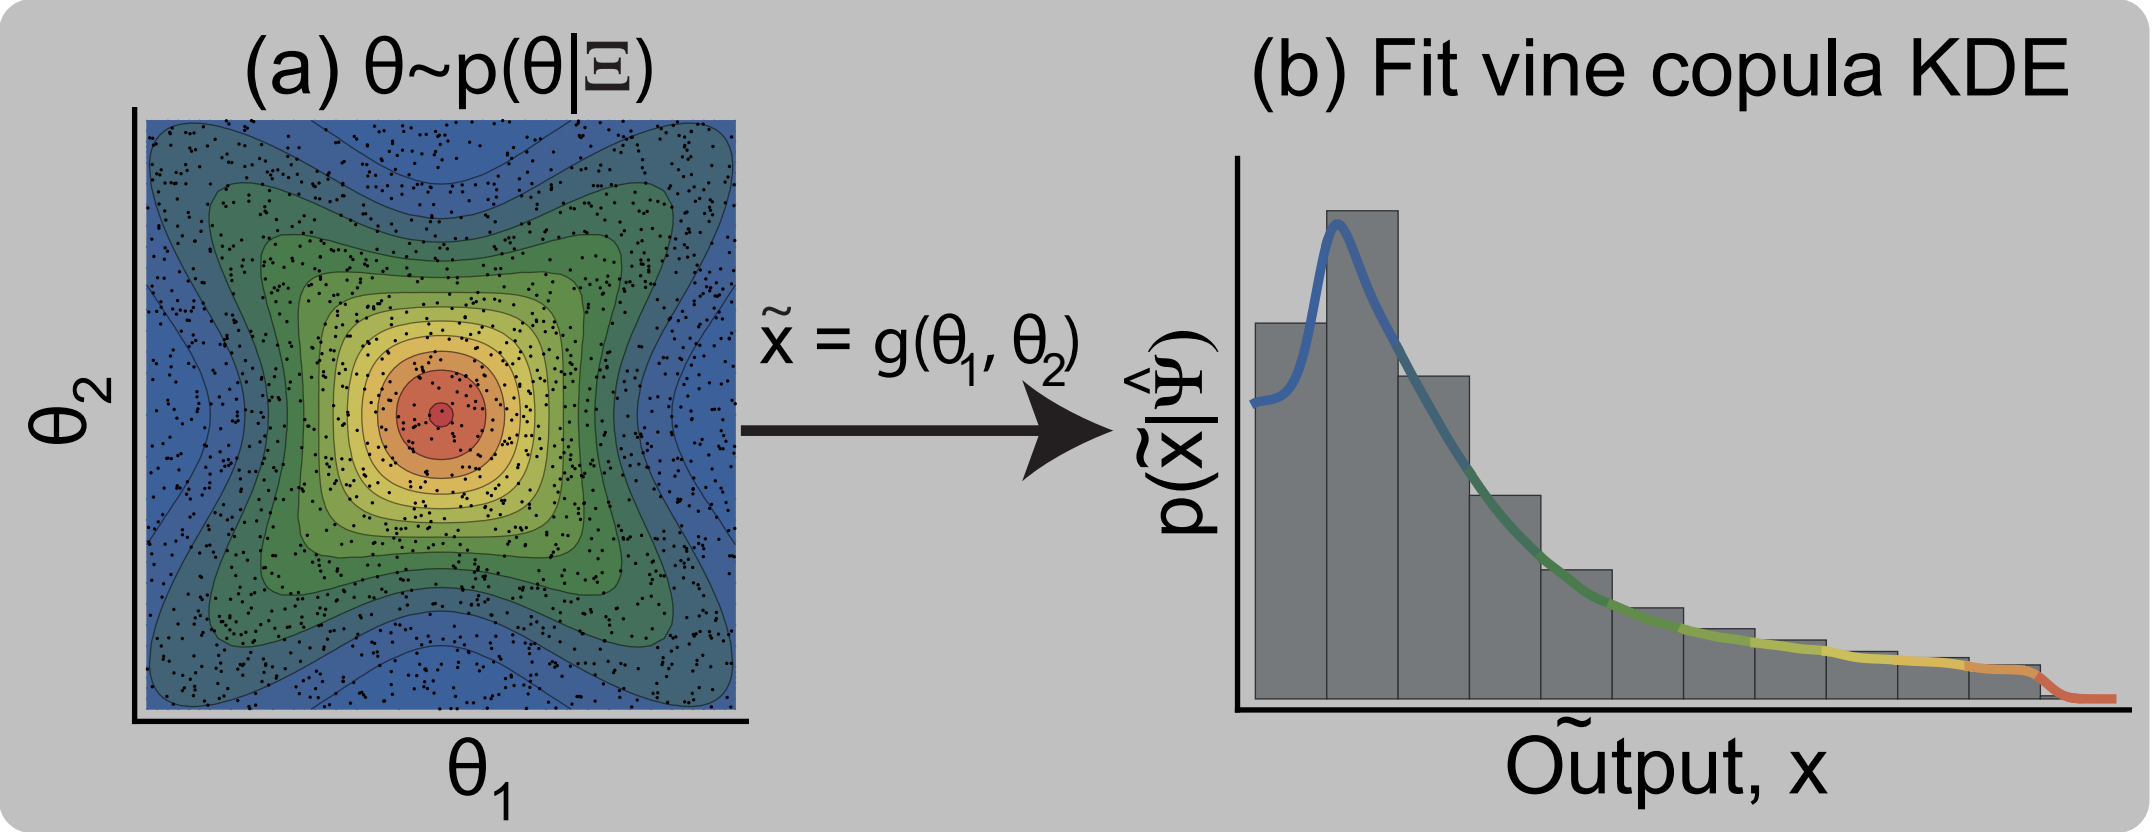 (a) θ~p(θ|Ξ)
(b) Fit vine copula KDE
θ₂
x̃ = g(θ₁, θ₂)
p(x̃|Ψ̂)
θ₁
Output, x̃